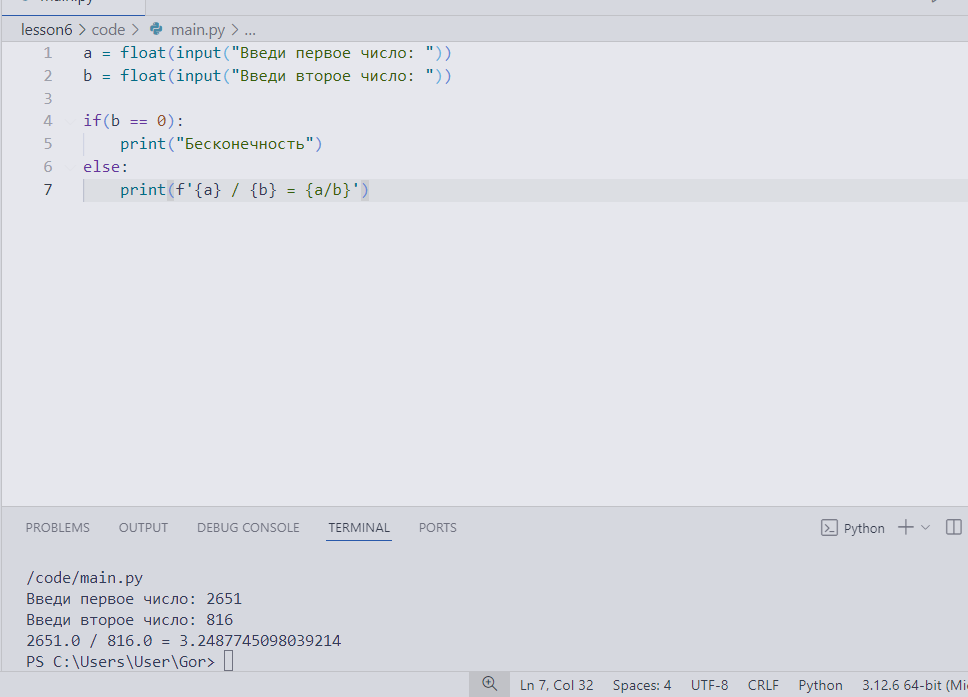 main.py
lesson6 > code > main.py > ...
1 a = float(input("Введи первое число: "))
2 b = float(input("Введи второе число: "))
3
4 if(b == 0):
5 print("Бесконечность")
6 else:
7 print(f'{a} / {b} = {a/b}')
PROBLEMS OUTPUT DEBUG CONSOLE TERMINAL PORTS Python
/code/main.py
Введи первое число: 2651
Введи второе число: 816
2651.0 / 816.0 = 3.2487745098039214
PS C:\Users\User\Gor>
Ln 7, Col 32 Spaces: 4 UTF-8 CRLF Python 3.12.6 64-bit (Mi